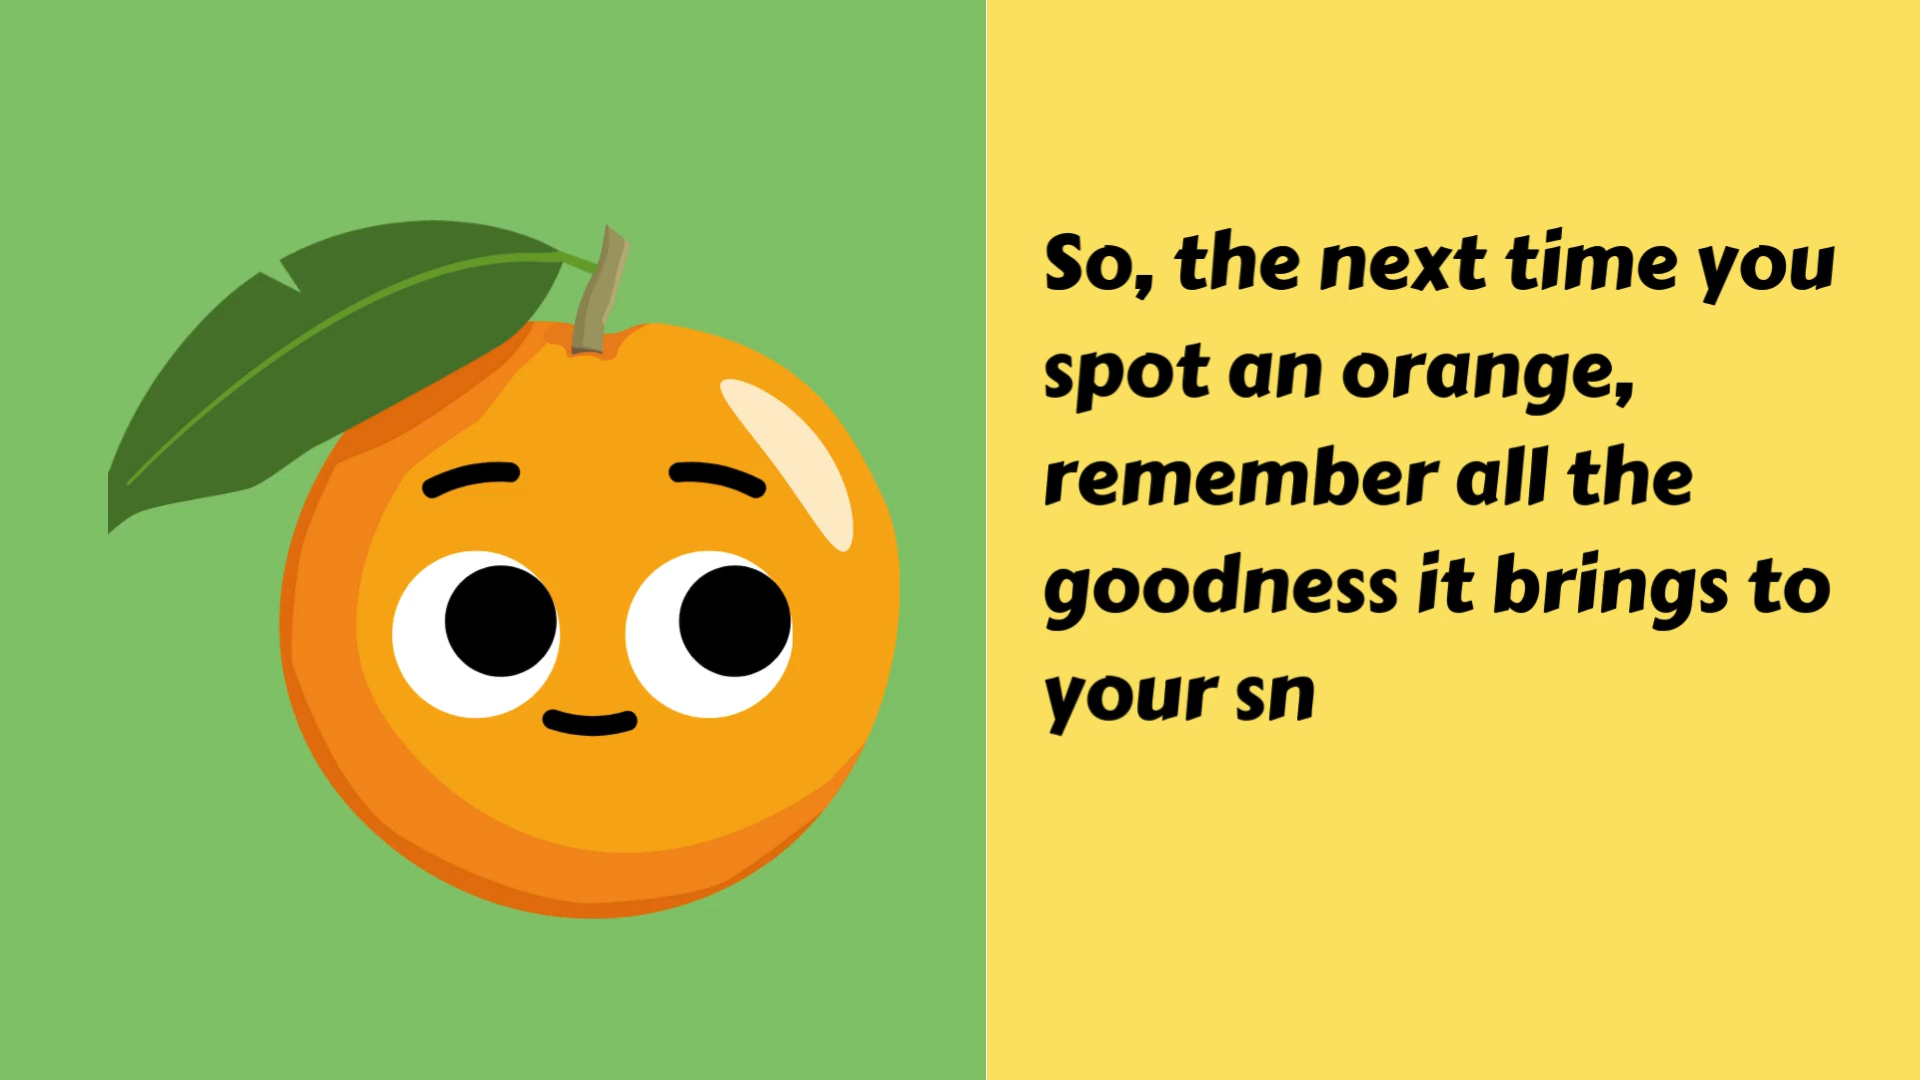 So, the next time you
spot an orange,
remember all the
goodness it brings to
your sn